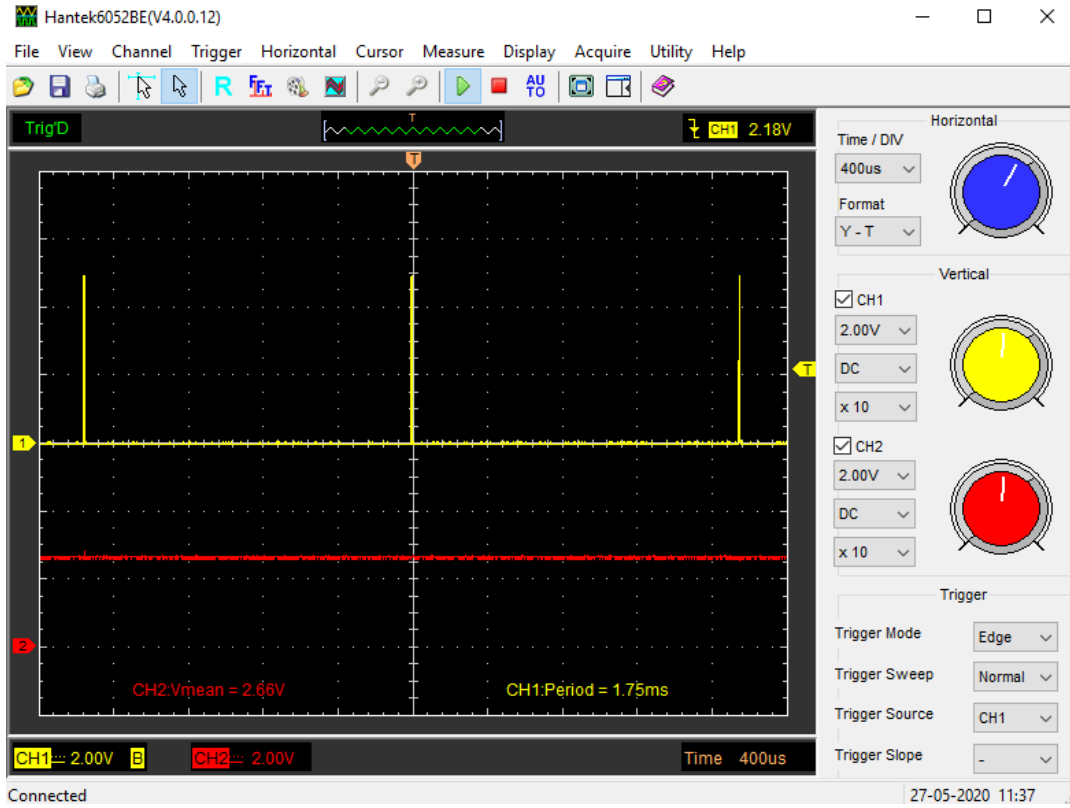 Hantek6052BE(V4.0.0.12)
File View Channel Trigger Horizontal Cursor Measure Display Acquire Utility Help
R FFT AUTO
Trig'D
T
CH1 2.18V
T
T
1
2
CH2:Vmean = 2.66V
CH1:Period = 1.75ms
CH1 2.00V B
CH2 2.00V
Time 400us
Horizontal
Time / DIV
400us
Format
Y - T
Vertical
CH1
2.00V
DC
x 10
CH2
2.00V
DC
x 10
Trigger
Trigger Mode Edge
Trigger Sweep Normal
Trigger Source CH1
Trigger Slope -
Connected
27-05-2020 11:37